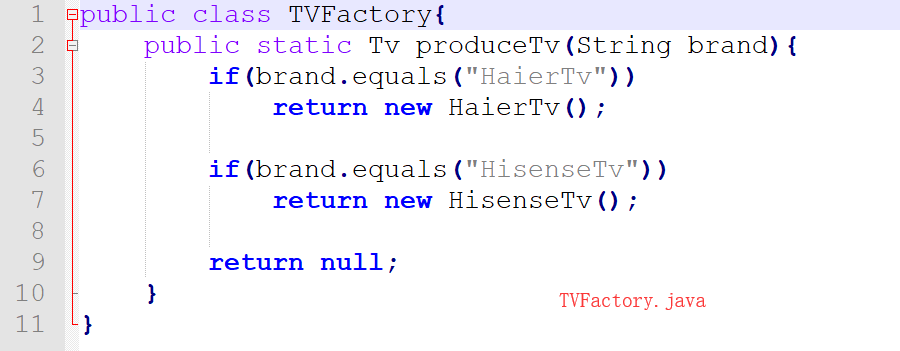 1 public class TVFactory{
2 public static Tv produceTv(String brand){
3 if(brand.equals("HaierTv"))
4 return new HaierTv();
5
6 if(brand.equals("HisenseTv"))
7 return new HisenseTv();
8
9 return null;
10 }
TVFactory.java
11 }